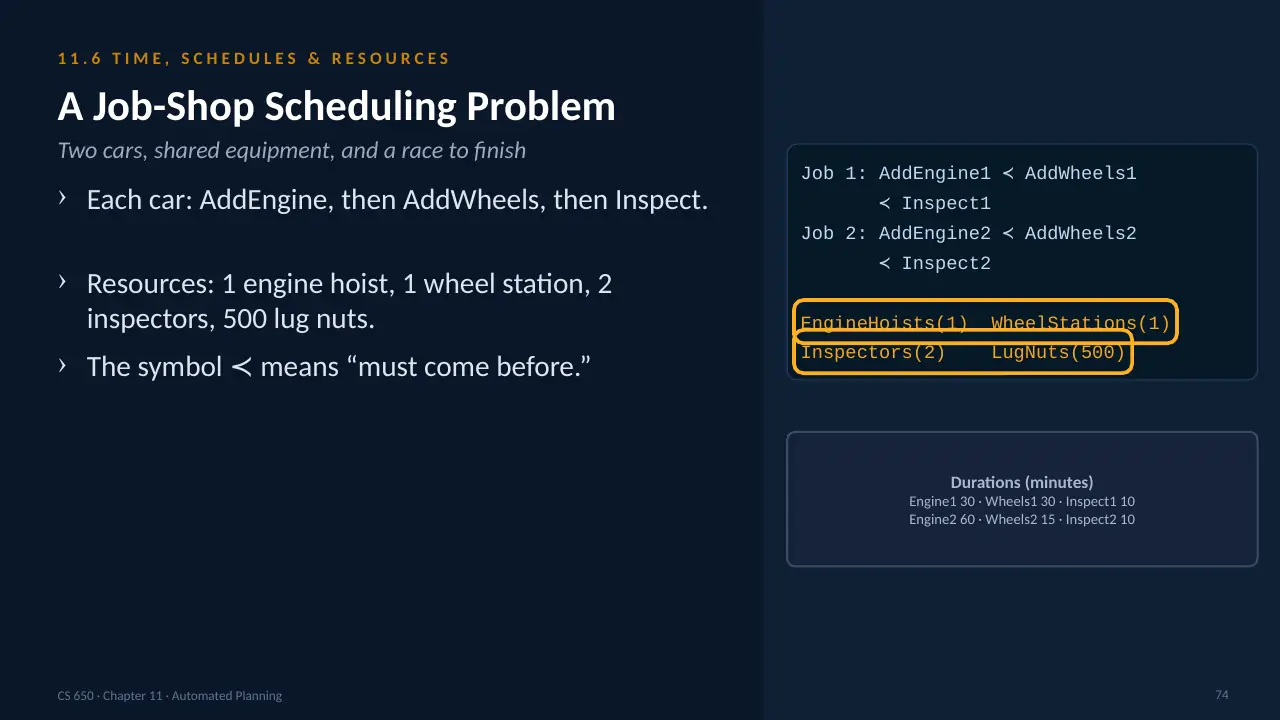 11.6 TIME, SCHEDULES & RESOURCES
A Job-Shop Scheduling Problem
Two cars, shared equipment, and a race to finish
› Each car: AddEngine, then AddWheels, then Inspect.
› Resources: 1 engine hoist, 1 wheel station, 2
inspectors, 500 lug nuts.
› The symbol ≺ means “must come before.”
Job 1: AddEngine1 ≺ AddWheels1
≺ Inspect1
Job 2: AddEngine2 ≺ AddWheels2
≺ Inspect2
EngineHoists(1) WheelStations(1)
Inspectors(2) LugNuts(500)
Durations (minutes)
Engine1 30 · Wheels1 30 · Inspect1 10
Engine2 60 · Wheels2 15 · Inspect2 10
CS 650 · Chapter 11 · Automated Planning
74